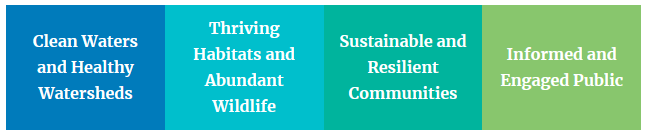 Clean Waters
and Healthy
Watersheds
Thriving
Habitats and
Abundant
Wildlife
Sustainable and
Resilient
Communities
Informed and
Engaged Public